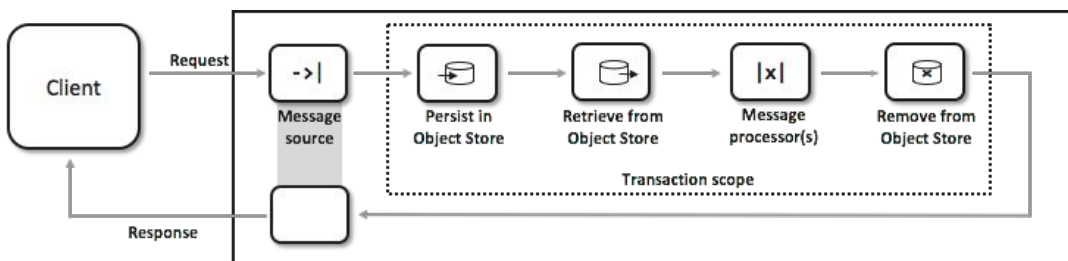 Client
Request
->|
Message
source
Persist in
Object Store
Retrieve from
Object Store
|x|
Message
processor(s)
Remove from
Object Store
Transaction scope
Response